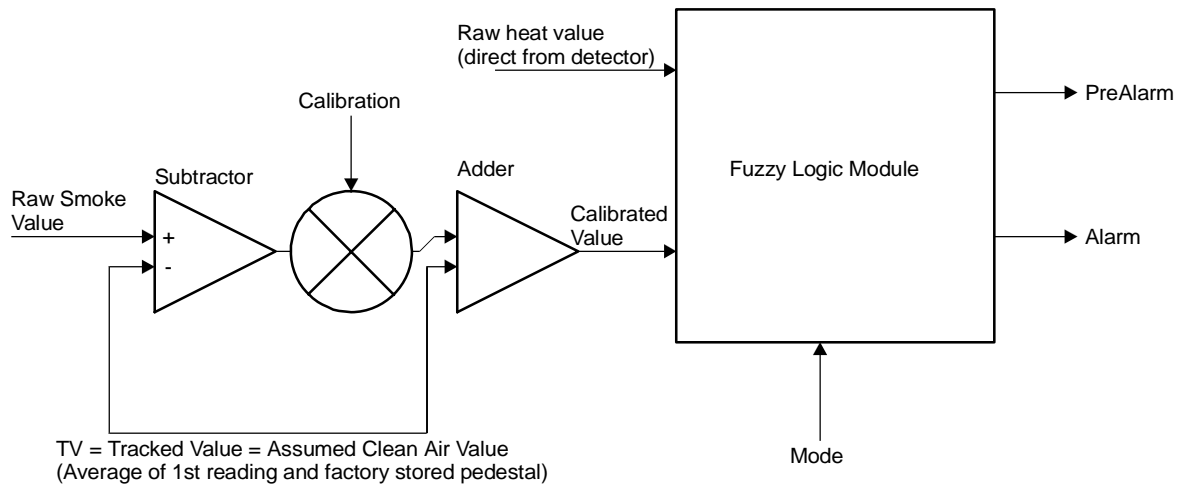 Raw heat value
(direct from detector)
PreAlarm
Calibration
Fuzzy Logic Module
Subtractor
Adder
Raw Smoke
Value
Calibrated
Value
+
-
Alarm
TV = Tracked Value = Assumed Clean Air Value
(Average of 1st reading and factory stored pedestal)
Mode